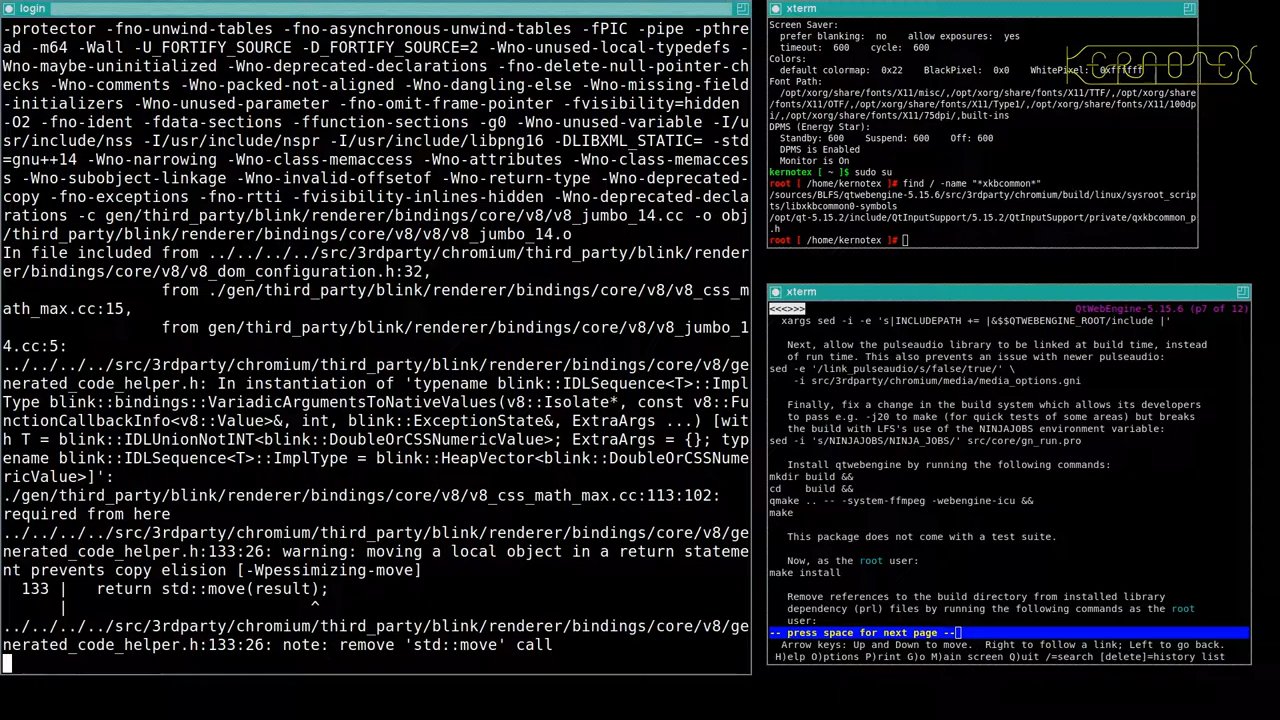 login
-protector -fno-unwind-tables -fno-asynchronous-unwind-tables -fPIC -pipe -pthre
ad -m64 -Wall -U_FORTIFY_SOURCE -D_FORTIFY_SOURCE=2 -Wno-unused-local-typedefs -
Wno-maybe-uninitialized -Wno-deprecated-declarations -fno-delete-null-pointer-ch
ecks -Wno-comments -Wno-packed-not-aligned -Wno-dangling-else -Wno-missing-field
-initializers -Wno-unused-parameter -fno-omit-frame-pointer -fvisibility=hidden
-O2 -fno-ident -fdata-sections -ffunction-sections -g0 -Wno-unused-variable -I/u
sr/include/nss -I/usr/include/nspr -I/usr/include/libpng16 -DLIBXML_STATIC= -std
=gnu++14 -Wno-narrowing -Wno-class-memaccess -Wno-attributes -Wno-class-memacces
s -Wno-subobject-linkage -Wno-invalid-offsetof -Wno-return-type -Wno-deprecated-
copy -fno-exceptions -fno-rtti -fvisibility-inlines-hidden -Wno-deprecated-decla
rations -c gen/third_party/blink/renderer/bindings/core/v8/v8_jumbo_14.cc -o obj
/third_party/blink/renderer/bindings/core/v8/v8/v8_jumbo_14.o
In file included from ../../../../src/3rdparty/chromium/third_party/blink/render
er/bindings/core/v8/v8_dom_configuration.h:32,
from ./gen/third_party/blink/renderer/bindings/core/v8/v8_css_m
ath_max.cc:15,
from gen/third_party/blink/renderer/bindings/core/v8/v8_jumbo_1
4.cc:5:
../../../../src/3rdparty/chromium/third_party/blink/renderer/bindings/core/v8/ge
nerated_code_helper.h: In instantiation of 'typename blink::IDLSequence<T>::Impl
Type blink::bindings::VariadicArgumentsToNativeValues(v8::Isolate*, const v8::Fu
nctionCallbackInfo<v8::Value>&, int, blink::ExceptionState&, ExtraArgs ...) [wit
h T = blink::IDLUnionNotINT<blink::DoubleOrCSSNumericValue>; ExtraArgs = {}; typ
ename blink::IDLSequence<T>::ImplType = blink::HeapVector<blink::DoubleOrCSSNume
ricValue>]':
./gen/third_party/blink/renderer/bindings/core/v8/v8_css_math_max.cc:113:102:
required from here
../../../../src/3rdparty/chromium/third_party/blink/renderer/bindings/core/v8/ge
nerated_code_helper.h:133:26: warning: moving a local object in a return stateme
nt prevents copy elision [-Wpessimizing-move]
133 |   return std::move(result);
|                          ^
../../../../src/3rdparty/chromium/third_party/blink/renderer/bindings/core/v8/ge
nerated_code_helper.h:133:26: note: remove 'std::move' call
xterm
Screen Saver:
prefer blanking:  no    allow exposures:  yes
timeout:  600    cycle:  600
Colors:
default colormap: 0x22    BlackPixel: 0x0    WhitePixel: 0xffffff
Font Path:
/opt/xorg/share/fonts/X11/misc/,/opt/xorg/share/fonts/X11/TTF/,/opt/xorg/share
/fonts/X11/OTF/,/opt/xorg/share/fonts/X11/Type1/,/opt/xorg/share/fonts/X11/100dp
i/,/opt/xorg/share/fonts/X11/75dpi/,built-ins
DPMS (Energy Star):
Standby: 600    Suspend: 600    Off: 600
DPMS is Enabled
Monitor is On
kernotex [ ~ ]$ sudo su
root [ /home/kernotex ]# find / -name "*xkbcommon*"
/sources/BLFS/qtwebengine-5.15.6/src/3rdparty/chromium/build/linux/sysroot_scrip
ts/libxkbcommon0-symbols
/opt/qt-5.15.2/include/QtInputSupport/5.15.2/QtInputSupport/private/qxkbcommon_p
.h
root [ /home/kernotex ]#
KERNOTEX
xterm
<<<>>> QtWebEngine-5.15.6 (p7 of 12)
xargs sed -i -e 's|INCLUDEPATH += |&$$QTWEBENGINE_ROOT/include |'
Next, allow the pulseaudio library to be linked at build time, instead
of run time. This also prevents an issue with newer pulseaudio:
sed -e '/link_pulseaudio/s/false/true/' \
-i src/3rdparty/chromium/media/media_options.gni
Finally, fix a change in the build system which allows its developers
to pass e.g. -j20 to make (for quick tests of some areas) but breaks
the build with LFS's use of the NINJAJOBS environment variable:
sed -i 's/NINJAJOBS/NINJA_JOBS/' src/core/gn_run.pro
Install qtwebengine by running the following commands:
mkdir build &&
cd    build &&
qmake .. -- -system-ffmpeg -webengine-icu &&
make
This package does not come with a test suite.
Now, as the root user:
make install
Remove references to the build directory from installed library
dependency (prl) files by running the following commands as the root
user:
-- press space for next page --
Arrow keys: Up and Down to move.  Right to follow a link; Left to go back.
H)elp O)ptions P)rint G)o M)ain screen Q)uit /=search [delete]=history list